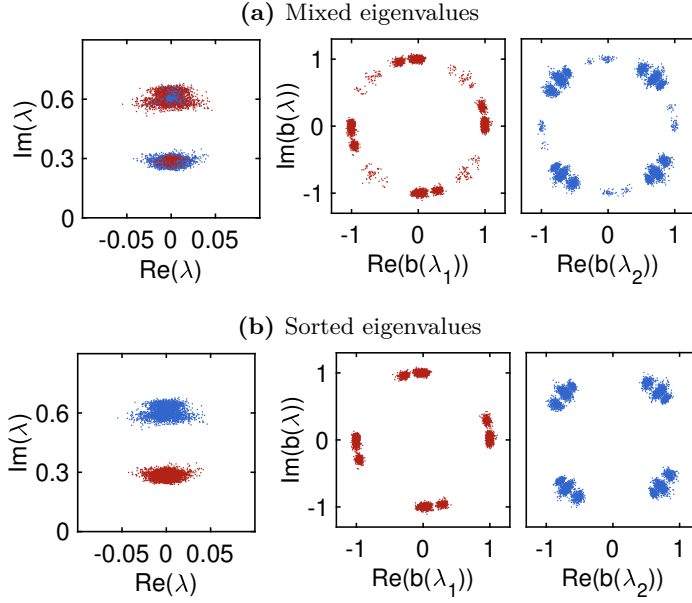 (a) Mixed eigenvalues
Im(λ)
0.6
0.3
0
-0.05 0 0.05
Re(λ)
Im(b(λ))
1
0
-1
-1 0 1
Re(b(λ₁))
-1 0 1
Re(b(λ₂))
(b) Sorted eigenvalues
Im(λ)
0.6
0.3
0
-0.05 0 0.05
Re(λ)
Im(b(λ))
1
0
-1
-1 0 1
Re(b(λ₁))
-1 0 1
Re(b(λ₂))